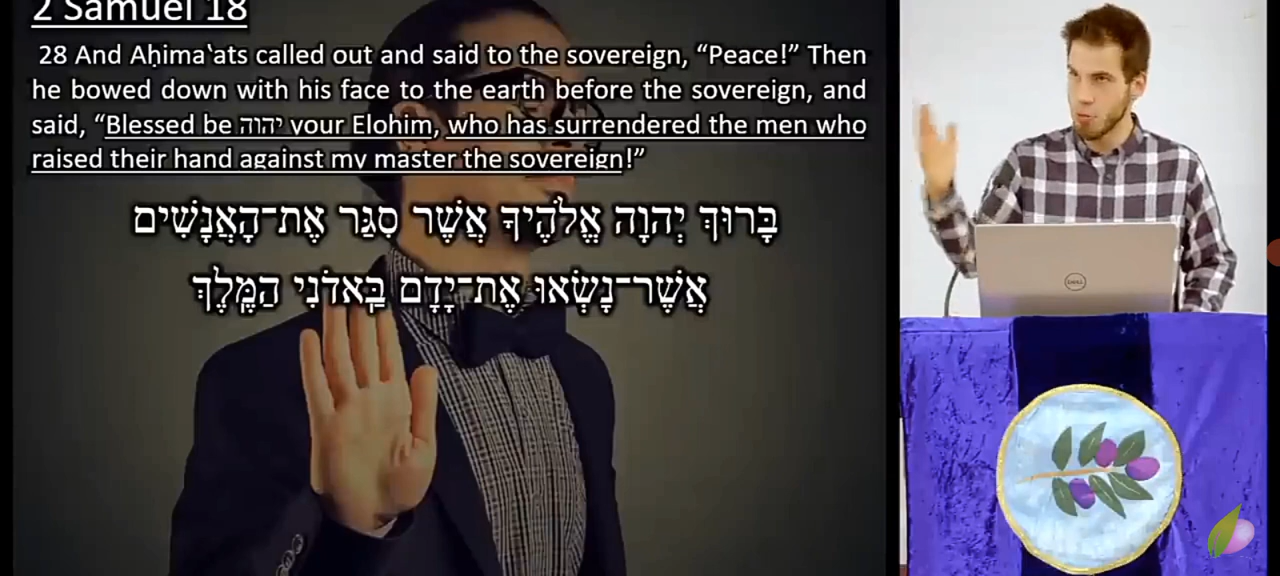 2 Samuel 18
28 And Aḥima‛ats called out and said to the sovereign, “Peace!” Then
he bowed down with his face to the earth before the sovereign, and
said, “Blessed be יהוה your Elohim, who has surrendered the men who
raised their hand against my master the sovereign!”
בָּרוּךְ יְהוָה אֱלֹהֶיךָ אֲשֶׁר סִגַּר אֶת־הָאֲנָשִׁים
אֲשֶׁר־נָשְׂאוּ אֶת־יָדָם בַּאדֹנִי הַמֶּלֶךְ
DELL